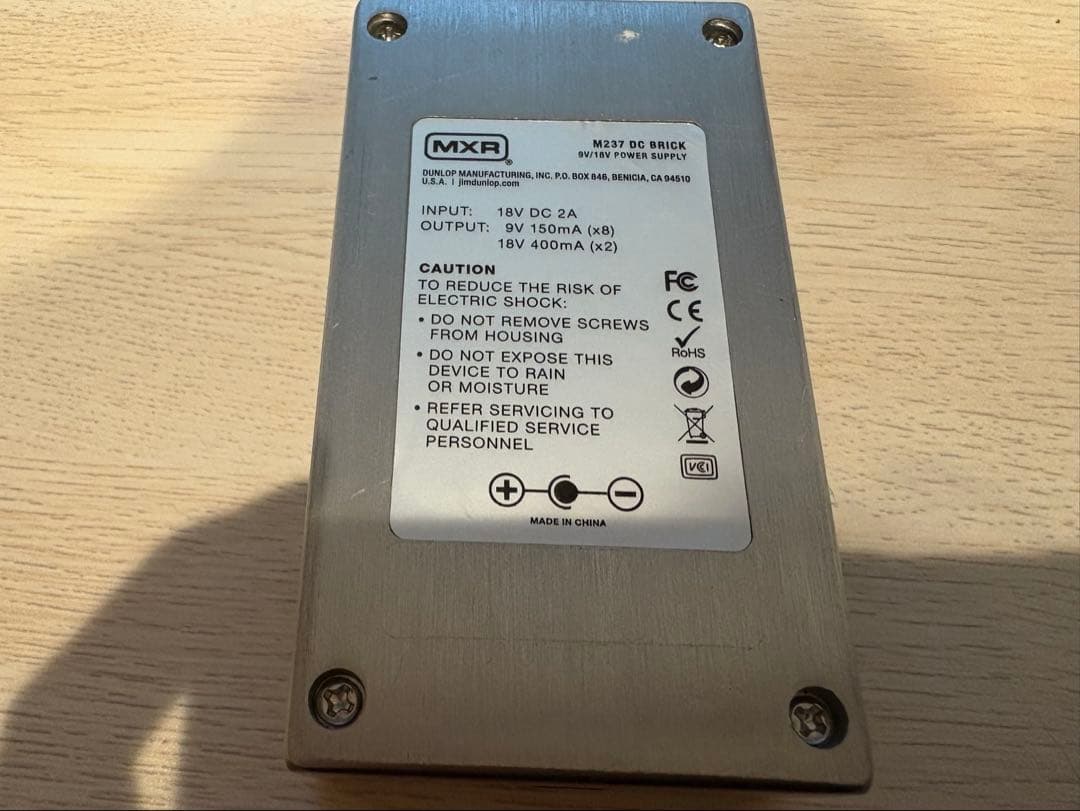 MXR®
M237 DC BRICK
9V/18V POWER SUPPLY
DUNLOP MANUFACTURING, INC. P.O. BOX 846, BENICIA, CA 94510
U.S.A. | jimdunlop.com
INPUT: 18V DC 2A
OUTPUT: 9V 150mA (x8)
18V 400mA (x2)
CAUTION
TO REDUCE THE RISK OF
ELECTRIC SHOCK:
• DO NOT REMOVE SCREWS
FROM HOUSING
• DO NOT EXPOSE THIS
DEVICE TO RAIN
OR MOISTURE
• REFER SERVICING TO
QUALIFIED SERVICE
PERSONNEL
FC
CE
RoHS
VCI
+ −
MADE IN CHINA